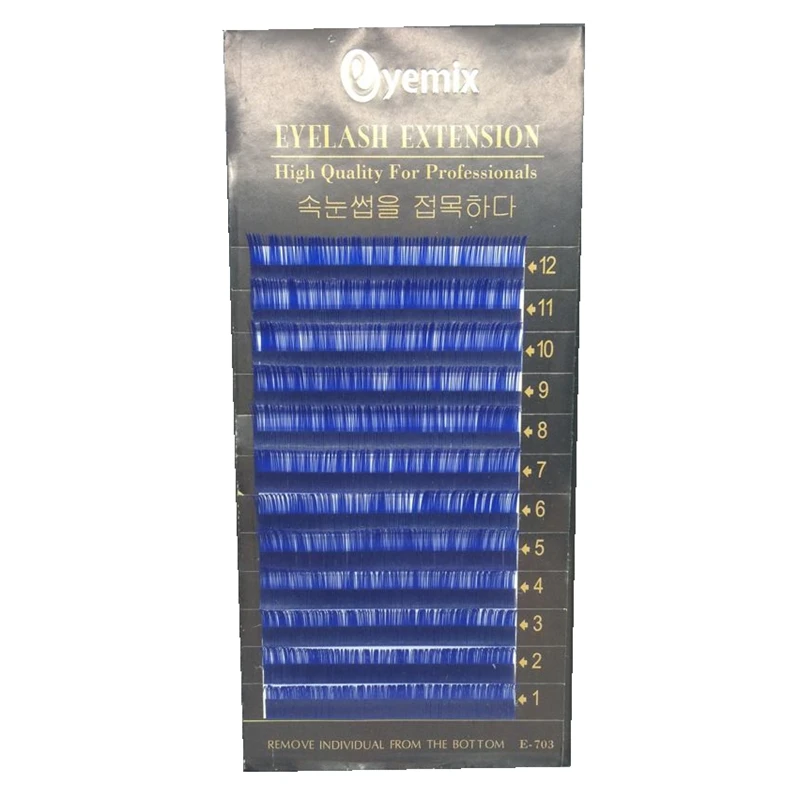 eyemix
EYELASH EXTENSION
High Quality For Professionals
속눈썹을 접목하다
12
11
10
9
8
7
6
5
4
3
2
1
REMOVE INDIVIDUAL FROM THE BOTTOM E-703